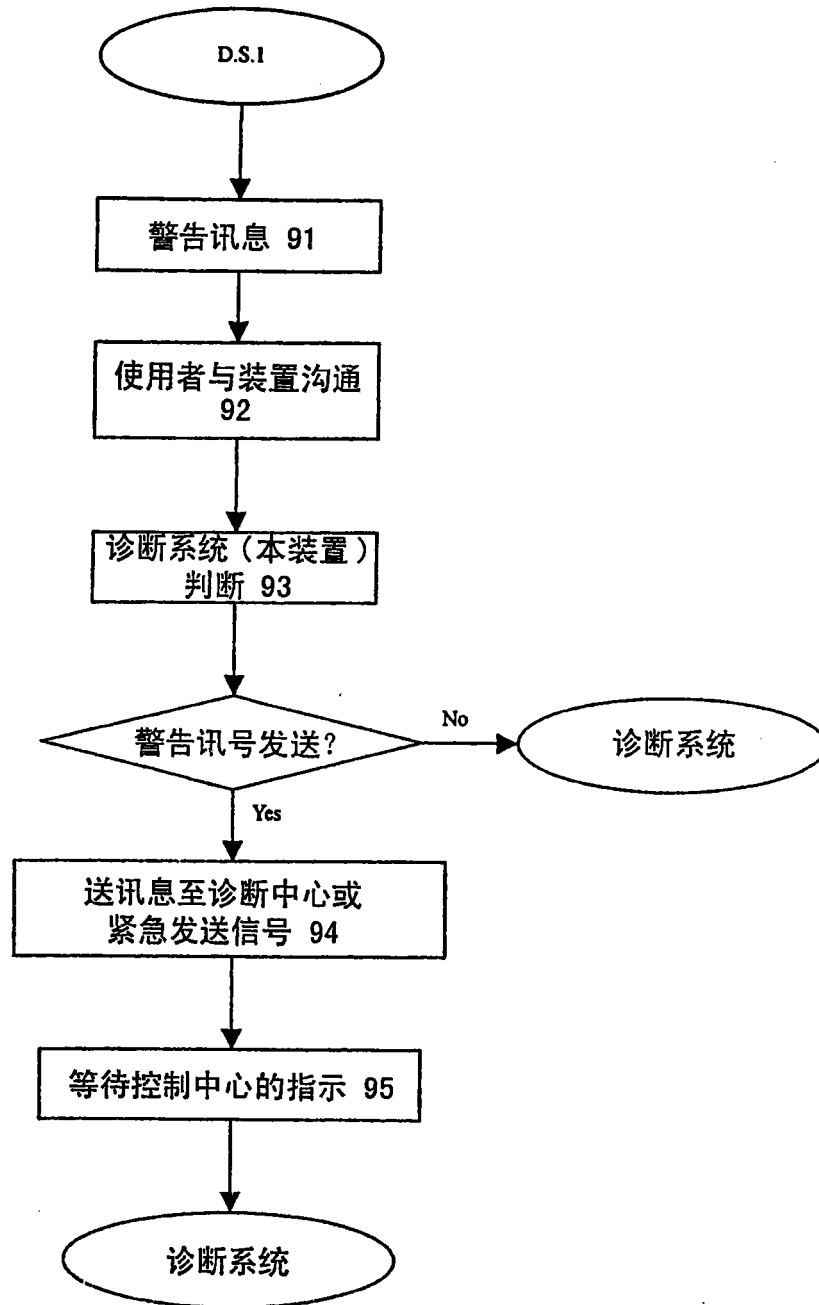 D.S.1
警告讯息 91
使用者与装置沟通
92
诊断系统（本装置）
判断 93
警告讯号发送？
No
诊断系统
Yes
送讯息至诊断中心或
紧急发送信号 94
等待控制中心的指示 95
诊断系统